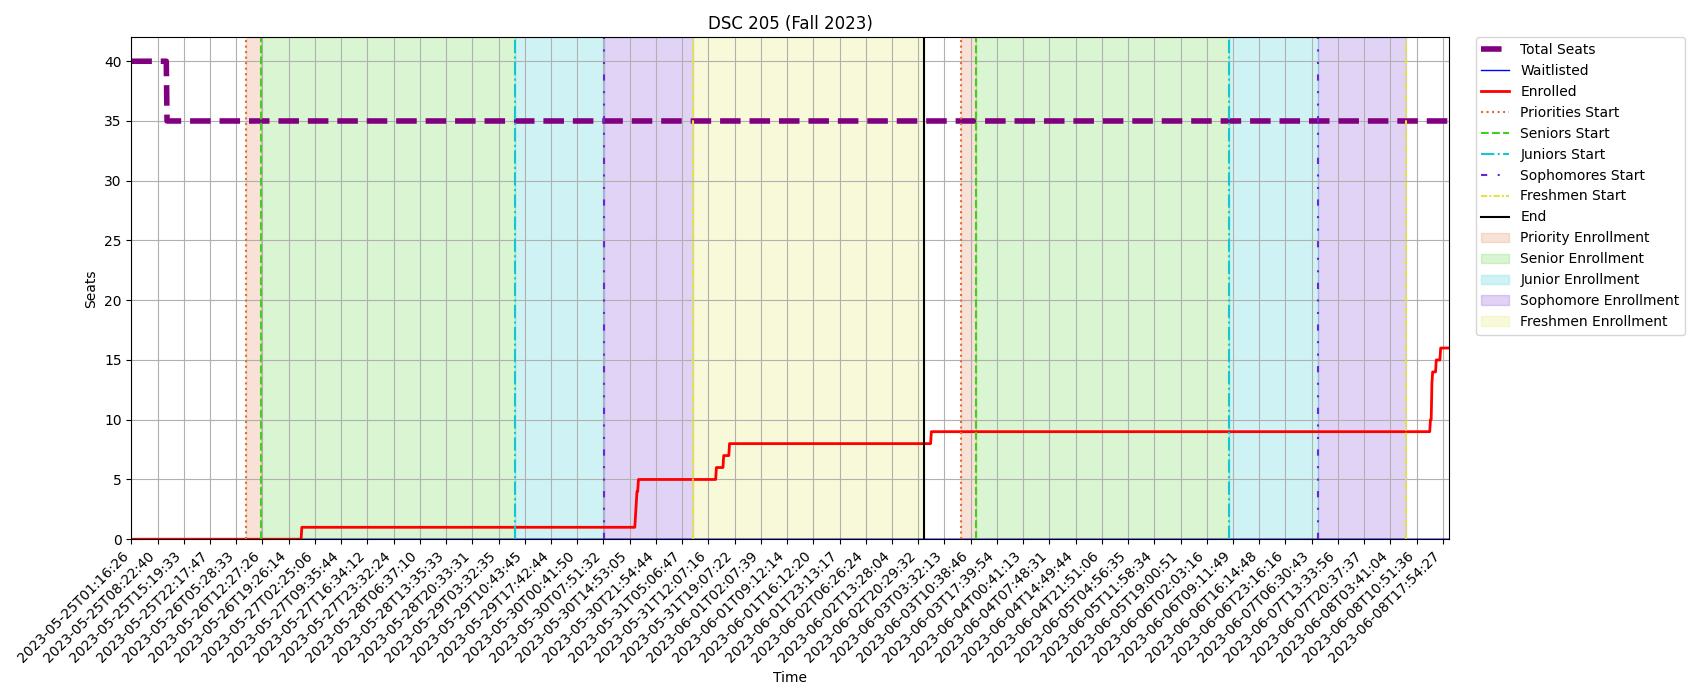 DSC 205 (Fall 2023)
40
35
30
25
20
15
10
5
0
Seats
2023-05-25T01:16:26
2023-05-25T08:22:40
2023-05-25T15:19:33
2023-05-25T22:17:47
2023-05-26T05:28:33
2023-05-26T12:27:26
2023-05-26T19:26:14
2023-05-27T02:25:06
2023-05-27T09:35:44
2023-05-27T16:34:12
2023-05-27T23:32:24
2023-05-28T06:37:10
2023-05-28T13:35:33
2023-05-28T20:33:31
2023-05-29T03:32:35
2023-05-29T10:43:45
2023-05-29T17:42:44
2023-05-30T00:41:50
2023-05-30T07:51:32
2023-05-30T14:53:05
2023-05-30T21:54:44
2023-05-31T05:06:47
2023-05-31T12:07:16
2023-05-31T19:07:22
2023-06-01T02:07:39
2023-06-01T09:12:14
2023-06-01T16:12:20
2023-06-01T23:13:17
2023-06-02T06:26:24
2023-06-02T13:28:04
2023-06-02T20:29:32
2023-06-03T03:32:13
2023-06-03T10:38:46
2023-06-03T17:39:54
2023-06-04T00:41:13
2023-06-04T07:48:31
2023-06-04T14:49:44
2023-06-04T21:51:06
2023-06-05T04:56:35
2023-06-05T11:58:34
2023-06-05T19:00:51
2023-06-06T02:03:16
2023-06-06T09:11:49
2023-06-06T16:14:48
2023-06-06T23:16:16
2023-06-07T06:30:43
2023-06-07T13:33:56
2023-06-07T20:37:37
2023-06-08T03:41:04
2023-06-08T10:51:36
2023-06-08T17:54:27
Time
Total Seats
Waitlisted
Enrolled
Priorities Start
Seniors Start
Juniors Start
Sophomores Start
Freshmen Start
End
Priority Enrollment
Senior Enrollment
Junior Enrollment
Sophomore Enrollment
Freshmen Enrollment